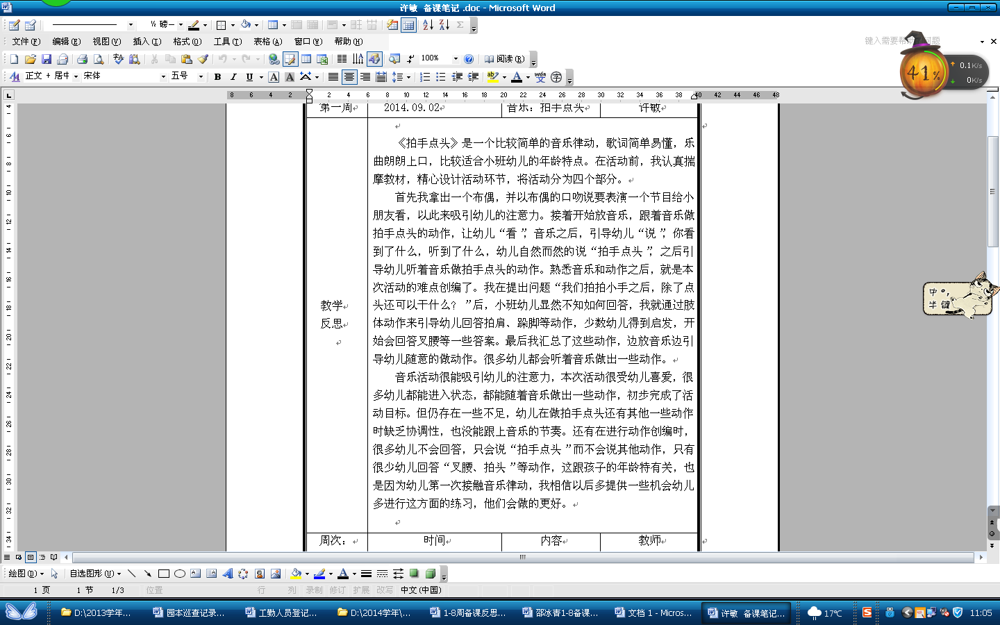 许敏  备课笔记 .doc - Microsoft Word
½ 磅
文件(F) 编辑(E) 视图(V) 插入(I) 格式(O) 工具(T) 表格(A) 窗口(W) 帮助(H)
键入需要帮助的问题
100% 阅读(R)
正文 + 居中 宋体 五号 B I U A A A wén
41% 0.1K/s
0K/s
8 6 4 2 2 4 6 8 10 12 14 16 18 20 22 24 26 28 30 32 34 36 38 40 42 44 46 48
第一周 2014.09.02 音乐：拍手点头 许敏
《拍手点头》是一个比较简单的音乐律动，歌词简单易懂，乐
曲朗朗上口，比较适合小班幼儿的年龄特点。在活动前，我认真揣
摩教材，精心设计活动环节，将活动分为四个部分。
首先我拿出一个布偶，并以布偶的口吻说要表演一个节目给小
朋友看，以此来吸引幼儿的注意力。接着开始放音乐，跟着音乐做
拍手点头的动作，让幼儿“看”；音乐之后，引导幼儿“说”；你看
到了什么，听到了什么，幼儿自然而然的说“拍手点头”；之后引
导幼儿听着音乐做拍手点头的动作。熟悉音乐和动作之后，就是本
次活动的难点创编了。我在提出问题“我们拍拍小手之后，除了点
头还可以干什么？”后，小班幼儿显然不知如何回答，我就通过肢
体动作来引导幼儿回答拍肩、跺脚等动作，少数幼儿得到启发，开
始会回答叉腰等一些答案。最后我汇总了这些动作，边放音乐边引
导幼儿随意的做动作。很多幼儿都会听着音乐做出一些动作。
音乐活动很能吸引幼儿的注意力，本次活动很受幼儿喜爱，很
多幼儿都能进入状态，都能随着音乐做出一些动作，初步完成了活
动目标。但仍存在一些不足，幼儿在做拍手点头还有其他一些动作
时缺乏协调性，也没能跟上音乐的节奏。还有在进行动作创编时，
很多幼儿不会回答，只会说“拍手点头”而不会说其他动作，只有
很少幼儿回答“叉腰、拍头”等动作，这跟孩子的年龄特有关，也
是因为幼儿第一次接触音乐律动，我相信以后多提供一些机会幼儿
多进行这方面的练习，他们会做的更好。
教学
反思
中
半 键
周次： 时间 内容 教师
4 6 8 10 12 14 16 18 20 22 24 26 28 30 32 34
绘图(D) 自选图形(U)
1 页 1 节 1/3 位置 行 列 录制 修订 扩展 改写 中文(中国)
D:\2013学年... 园本巡查记录... 工勤人员登记... D:\2014学年\... 1-8周备课反思... 邵冰青1-8备课... 文档 1 - Micros... 许敏  备课笔记... 17℃ 11:05